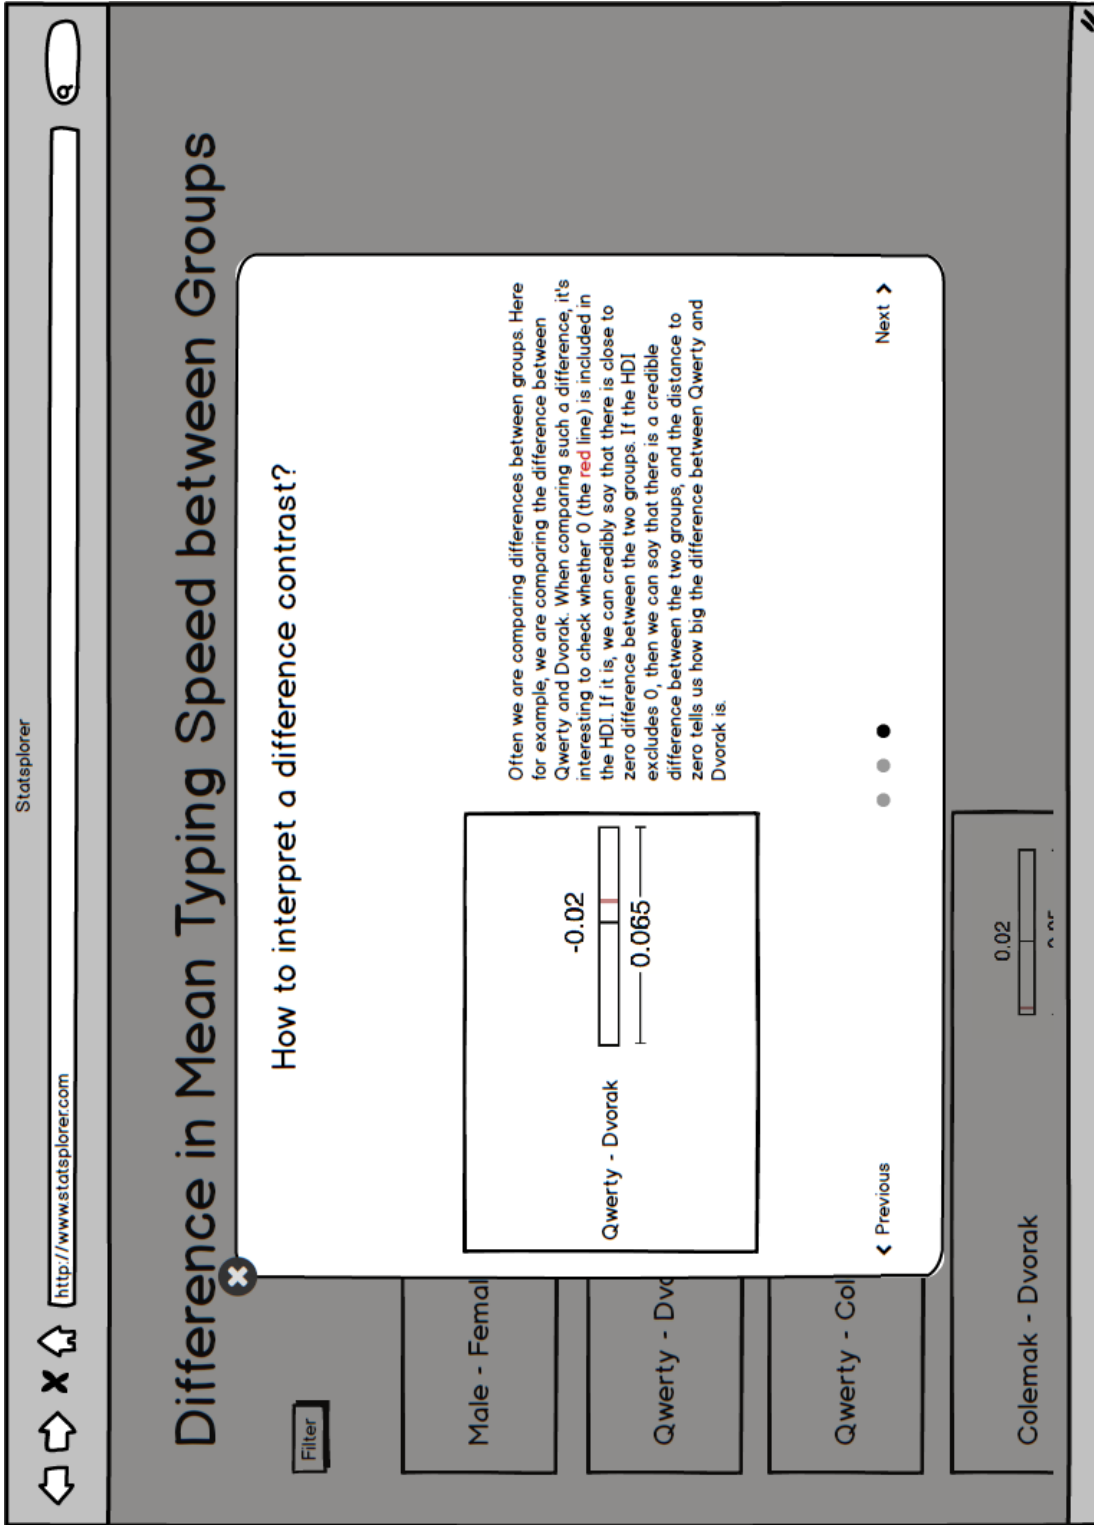 Statsplorer
http://www.statsplorer.com
Difference in Mean Typing Speed between Groups
Filter
How to interpret a difference contrast?
Often we are comparing differences between groups. Here
for example, we are comparing the difference between
Qwerty and Dvorak. When comparing such a difference, it's
interesting to check whether 0 (the red line) is included in
the HDI. If it is, we can credibly say that there is close to
zero difference between the two groups. If the HDI
excludes 0, then we can say that there is a credible
difference between the two groups, and the distance to
zero tells us how big the difference between Qwerty and
Dvorak is.
-0.02
Qwerty - Dvorak
0.065
Previous
Next
Male - Femal
Qwerty - Dvo
Qwerty - Col
Colemak - Dvorak
0.02